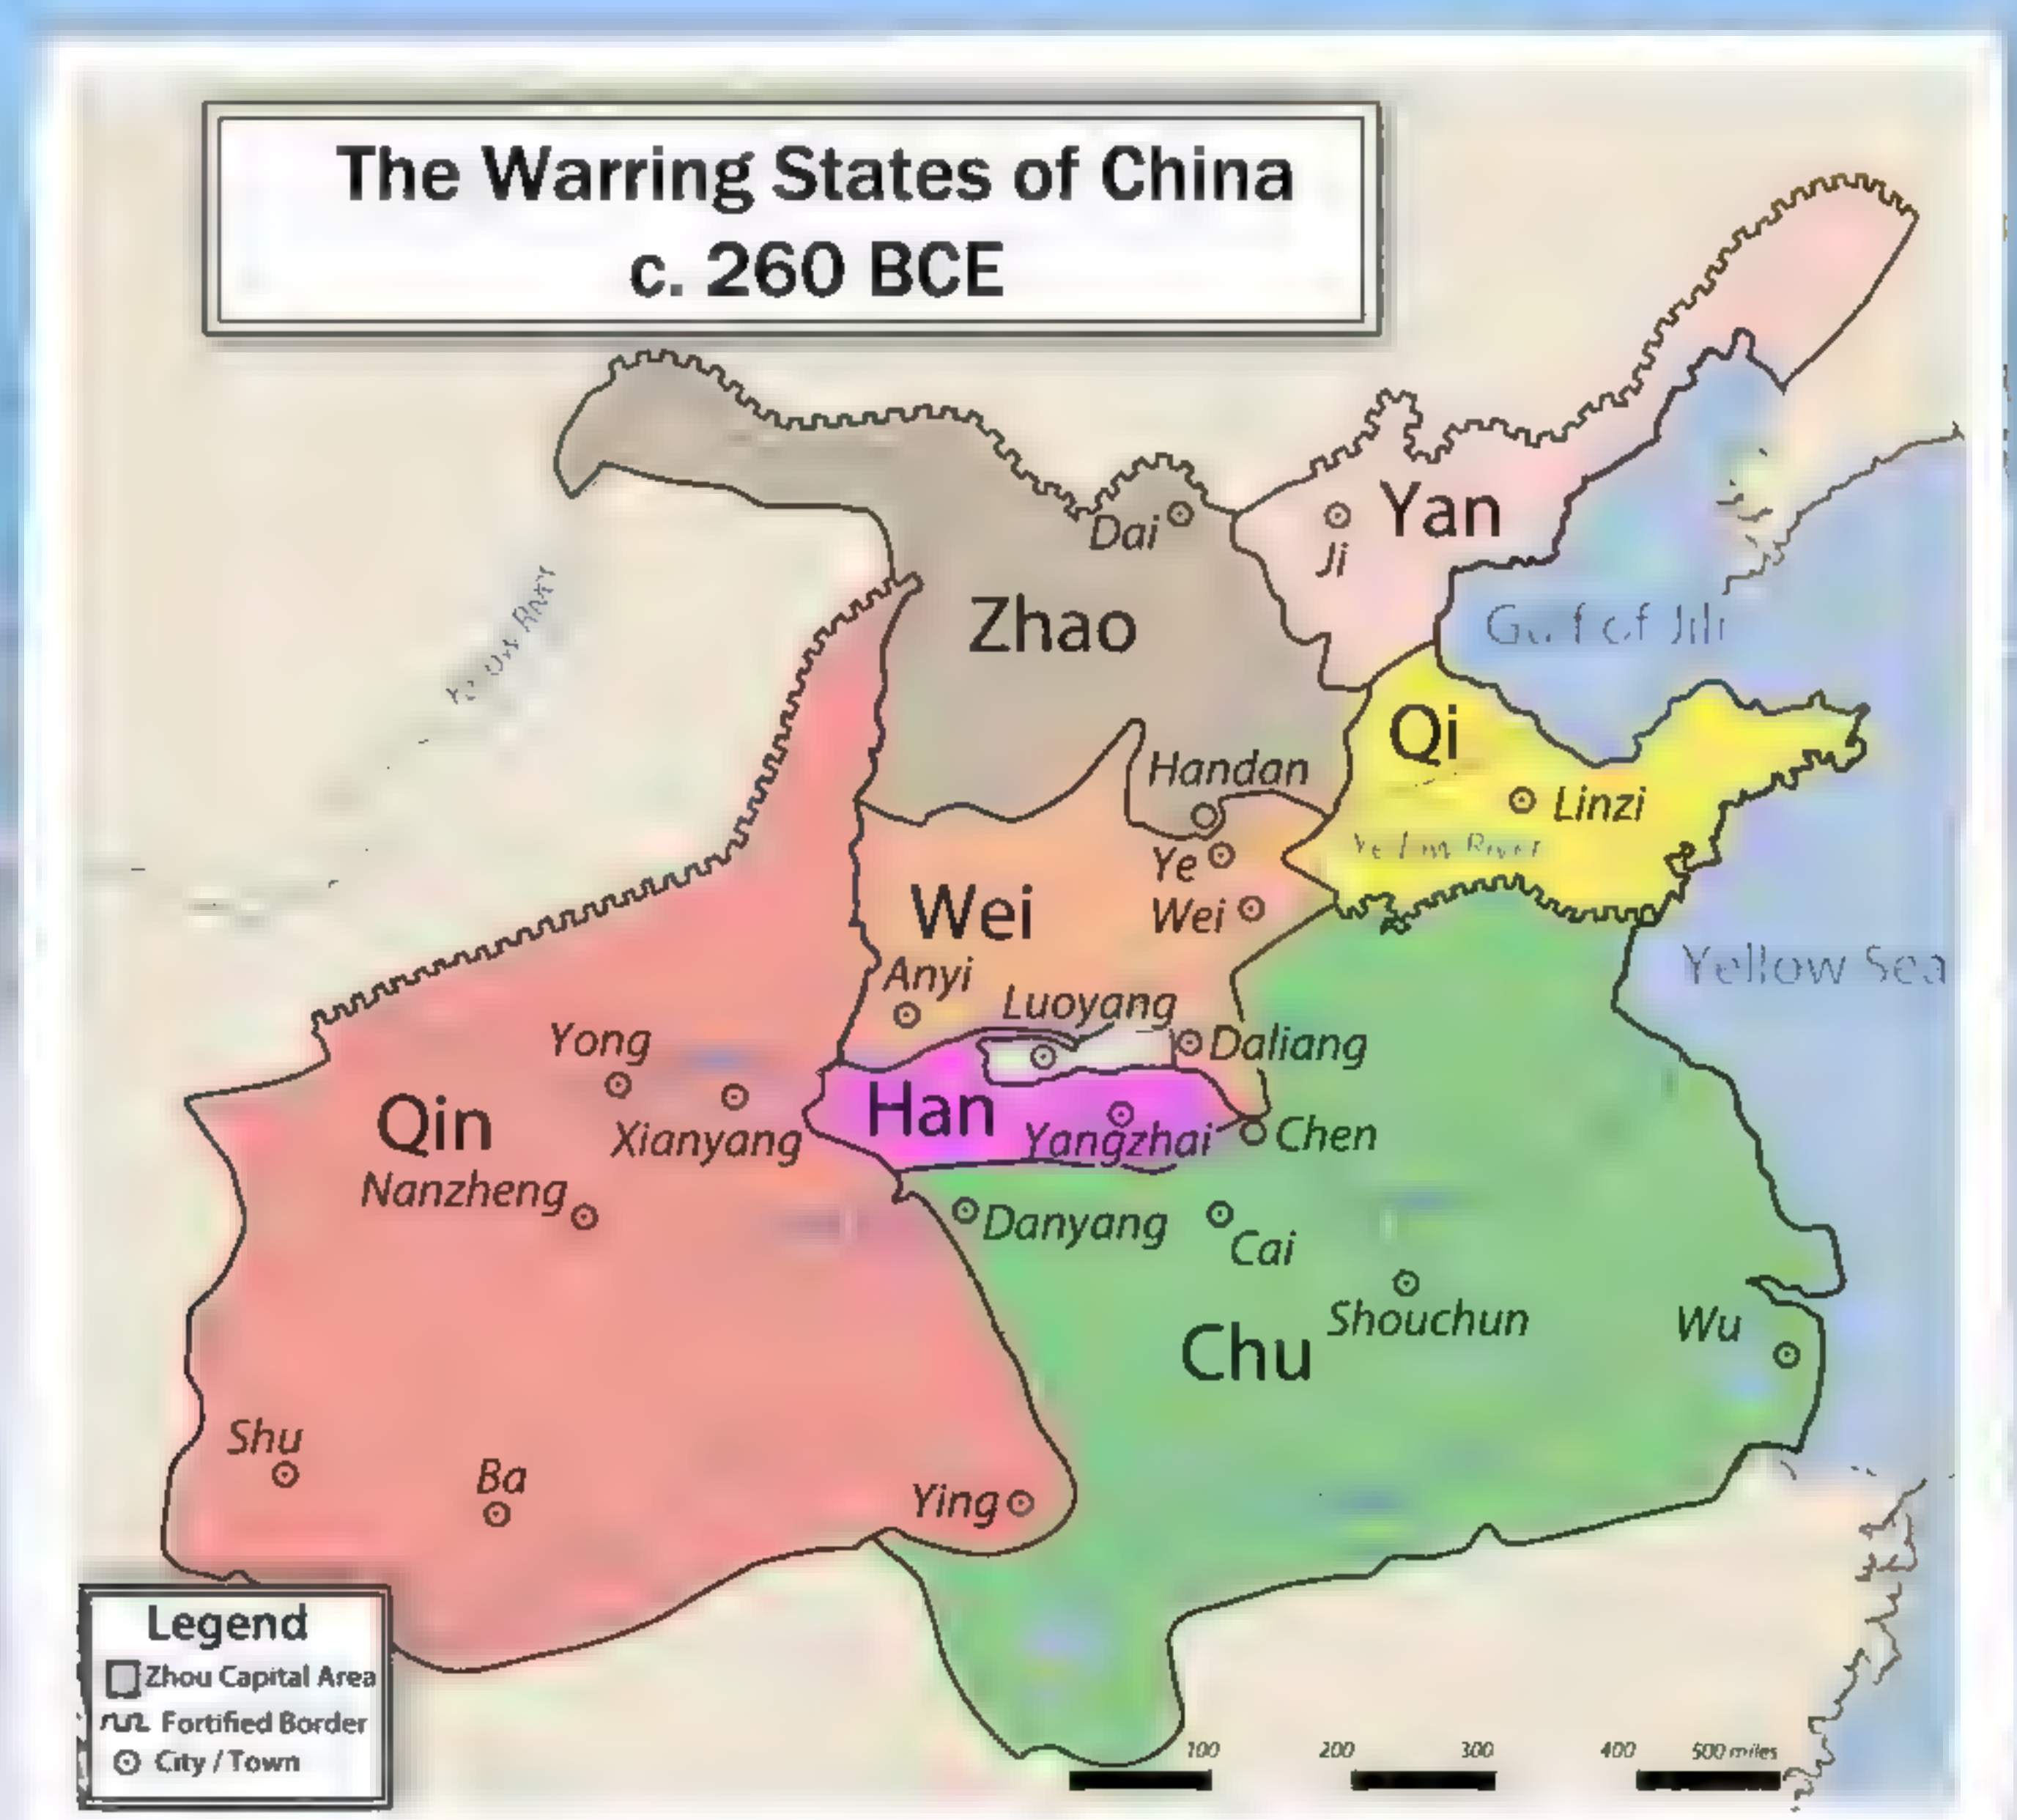 The Warring States of China
c. 260 BCE
Dai
Yan
Ji
Zhao
Qi
Handan
Linzi
River
Ye
Wei
Wei
Yellow Sea
Anyi
Luoyang
Yong
Daliang
Qin
Han
Xianyang
Yangzhai
Chen
Nanzheng
Danyang
Cai
Shouchun
Wu
Chu
Shu
Ba
Ying
Legend
Zhou Capital Area
Fortified Border
City / Town
100 200 300 400 500 miles